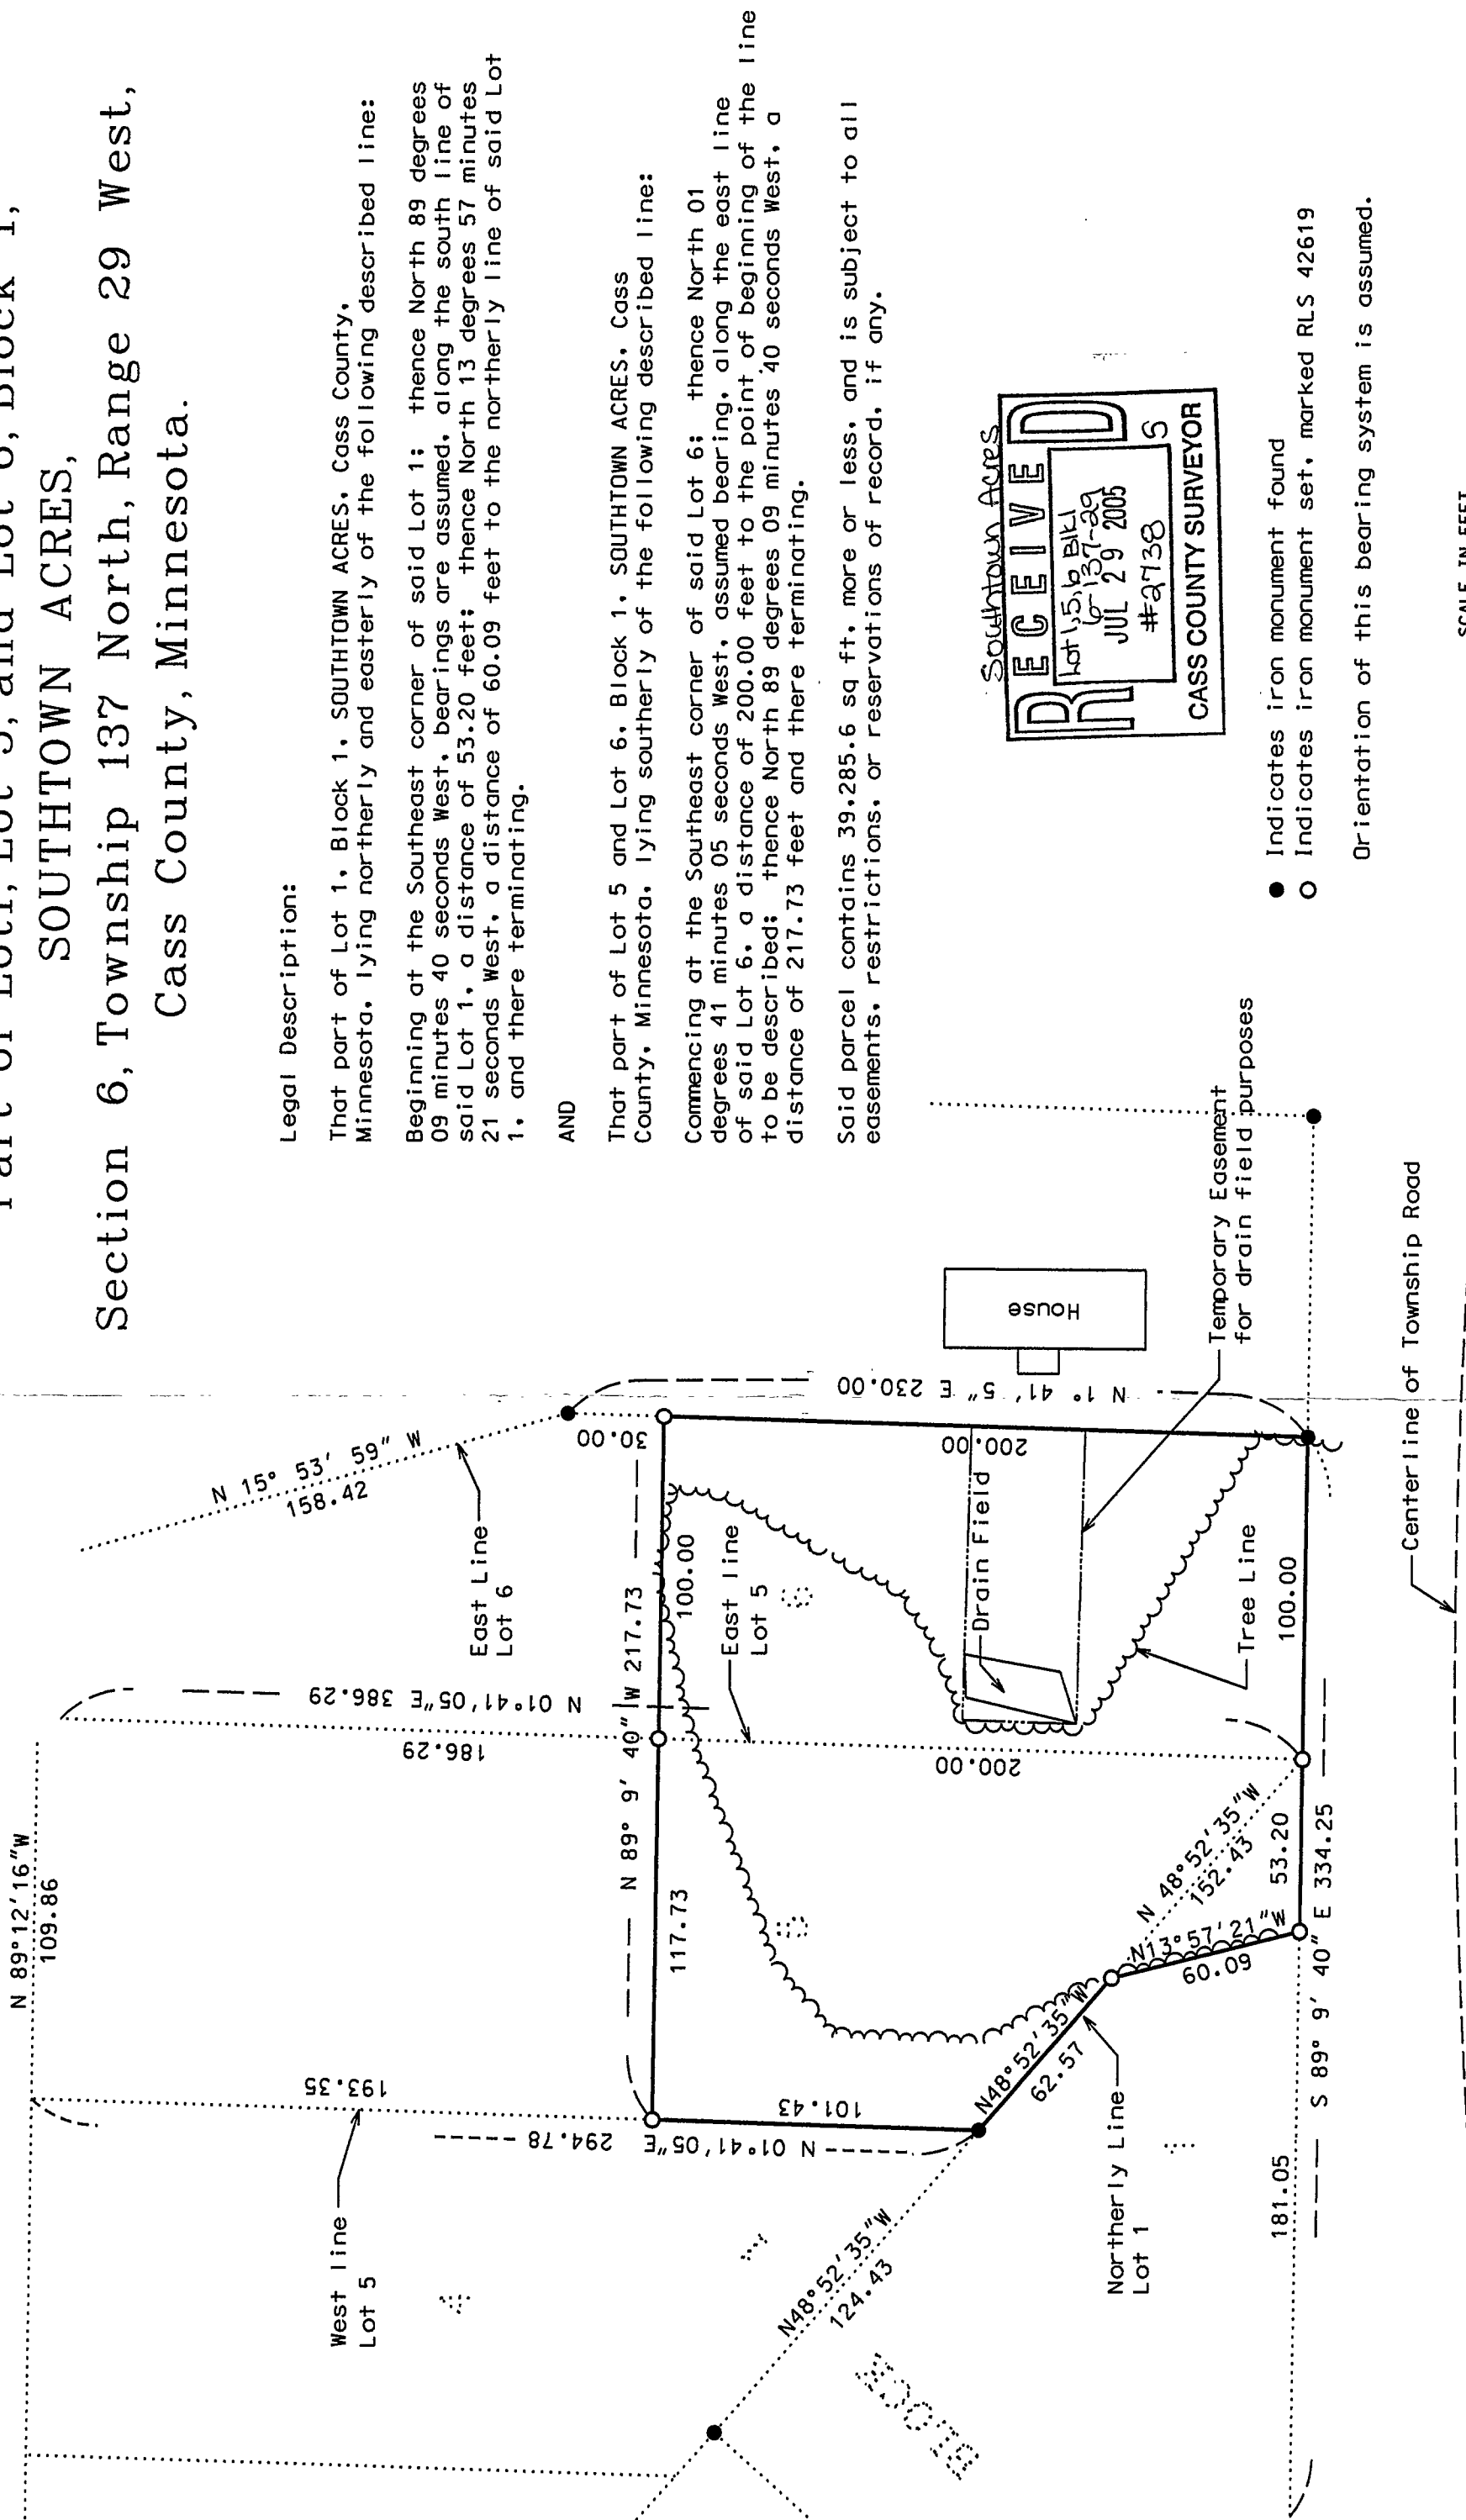 Part of Lot1, Lot 5, and Lot 6, Block 1,
SOUTHTOWN ACRES,
Section 6, Township 137 North, Range 29 West,
Cass County, Minnesota.
Legal Description:
That part of Lot 1, Block 1, SOUTHTOWN ACRES, Cass County,
Minnesota, lying northerly and easterly of the following described line:
Beginning at the Southeast corner of said Lot 1; thence North 89 degrees
09 minutes 40 seconds West, bearings are assumed, along the south line of
said Lot 1, a distance of 53.20 feet; thence North 13 degrees 57 minutes
21 seconds West, a distance of 60.09 feet to the northerly line of said Lot
1, and there terminating.
AND
That part of Lot 5 and Lot 6, Block 1, SOUTHTOWN ACRES, Cass
County, Minnesota, lying southerly of the following described line:
Commencing at the Southeast corner of said Lot 6; thence North 01
degrees 41 minutes 05 seconds West, assumed bearing, along the east line
of said Lot 6, a distance of 200.00 feet to the point of beginning of the line
to be described; thence North 89 degrees 09 minutes 40 seconds West, a
distance of 217.73 feet and there terminating.
Said parcel contains 39,285.6 sq ft, more or less, and is subject to all
easements, restrictions, or reservations of record, if any.
Southtown Acres
RECEIVED
Lot 1,5,6 Blk1
6-137-29
JUL 29 2005
#2738 S
CASS COUNTY SURVEYOR
Indicates iron monument found
Indicates iron monument set, marked RLS 42619
Orientation of this bearing system is assumed.
SCALE IN FEET
N 89°12'16"W
109.86
N 15° 53' 59" W
158.42
West line
Lot 5
193.35
N 01°41'05"E 294.78
101.43
N 01°41'05"E 386.29
186.29
East Line
Lot 6
30.00
N 89° 9' 40" W 217.73
117.73
100.00
East line
Lot 5
5
6
4
1
BLOCK
N 1° 41' 5" E 230.00
200.00
200.00
House
Drain Field
Temporary Easement
for drain field purposes
Tree Line
N48°52'35"W
124.43
N48°52'35"W
62.57
N 48°52'35"W
152.43
N13°57'21"W
60.09
Northerly Line
Lot 1
181.05
53.20
100.00
S 89° 9' 40" E 334.25
Centerline of Township Road